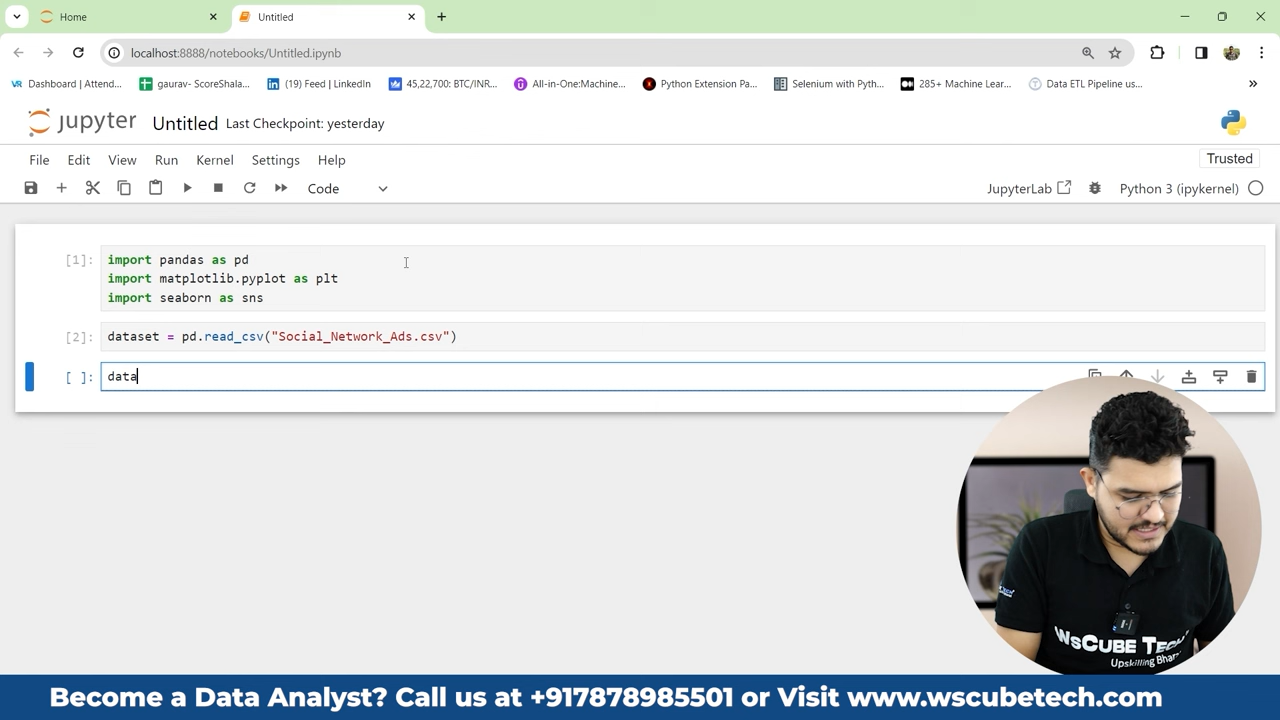 Home
Untitled
localhost:8888/notebooks/Untitled.ipynb
Dashboard | Attend...
gaurav- ScoreShala...
(19) Feed | LinkedIn
45,22,700: BTC/INR...
All-in-One:Machine...
Python Extension Pa...
Selenium with Pyth...
285+ Machine Lear...
Data ETL Pipeline us...
jupyter Untitled Last Checkpoint: yesterday
File Edit View Run Kernel Settings Help
Trusted
Code
JupyterLab
Python 3 (ipykernel)
[1]: import pandas as pd
import matplotlib.pyplot as plt
import seaborn as sns
[2]: dataset = pd.read_csv("Social_Network_Ads.csv")
[ ]: data
WsCube Tech
Upskilling Bhara
Become a Data Analyst? Call us at +917878985501 or Visit www.wscubetech.com